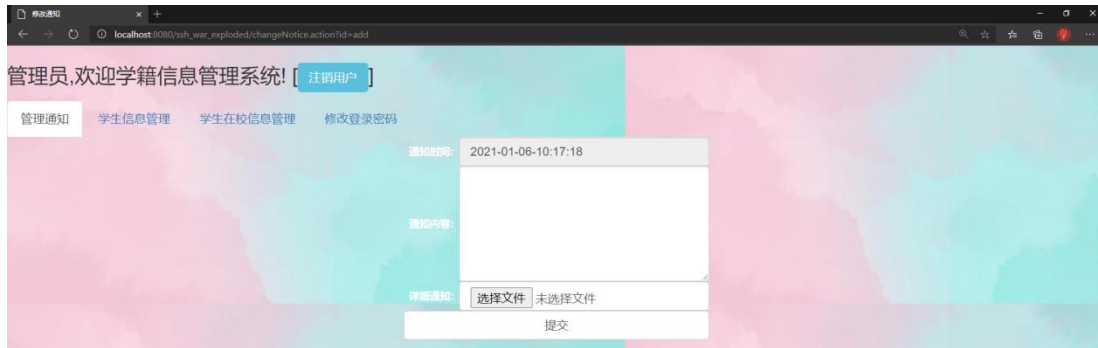 修改通知
localhost:8080/ssh_war_exploded/changeNotice.action?id=add
管理员,欢迎学籍信息管理系统! [ 注销用户 ]
管理通知 学生信息管理 学生在校信息管理 修改登录密码
通知时间: 2021-01-06-10:17:18
通知内容:
详细通知: 选择文件 未选择文件
提交